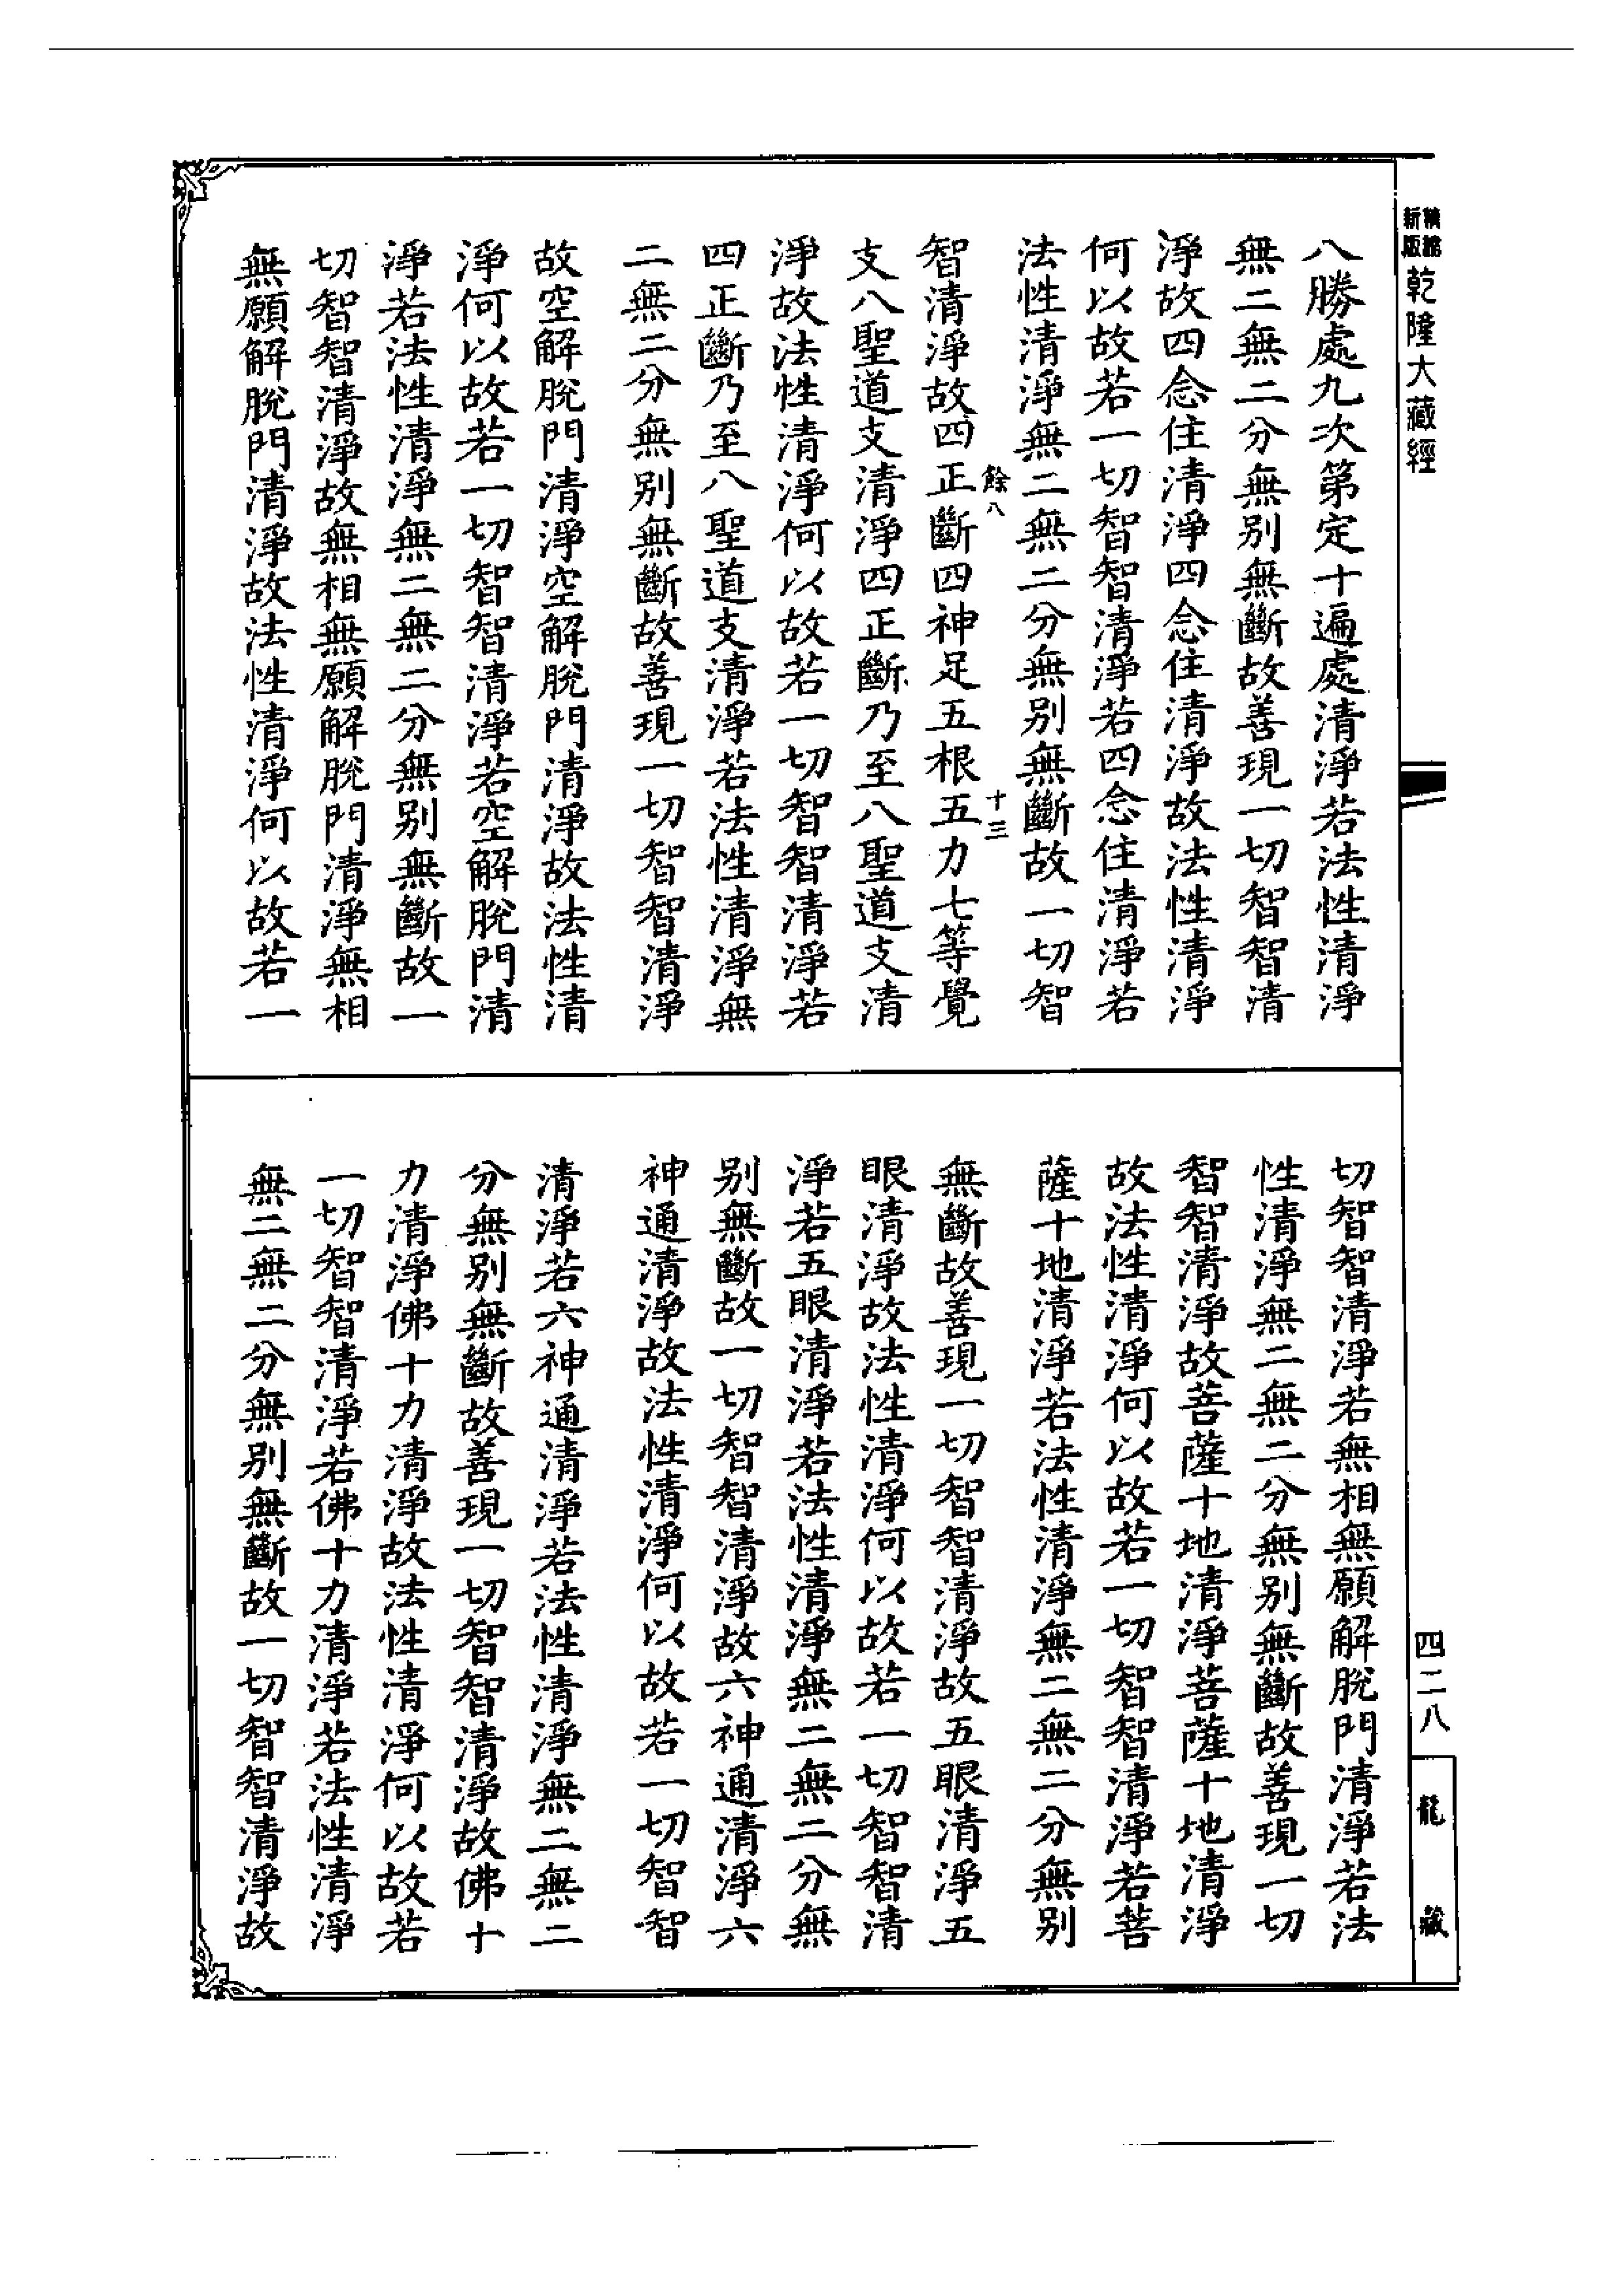 精縮新版乾隆大藏經
八勝處九次第定十遍處清淨若法性清淨
無二無二分無别無斷故善現一切智智清
淨故四念住清淨四念住清淨故法性清淨
何以故若一切智智清淨若四念住清淨若
法性清淨無二無二分無别無斷故一切智
餘八
十三
智清淨故四正斷四神足五根五力七等覺
支八聖道支清淨四正斷乃至八聖道支清
淨故法性清淨何以故若一切智智清淨若
四正斷乃至八聖道支清淨若法性清淨無
二無二分無别無斷故善現一切智智清淨
故空解脫門清淨空解脫門清淨故法性清
淨何以故若一切智智清淨若空解脫門清
淨若法性清淨無二無二分無别無斷故一
切智智清淨故無相無願解脫門清淨無相
無願解脫門清淨故法性清淨何以故若一
切智智清淨若無相無願解脫門清淨若法
性清淨無二無二分無别無斷故善現一切
智智清淨故菩薩十地清淨菩薩十地清淨
故法性清淨何以故若一切智智清淨若菩
薩十地清淨若法性清淨無二無二分無别
無斷故善現一切智智清淨故五眼清淨五
眼清淨故法性清淨何以故若一切智智清
淨若五眼清淨若法性清淨無二無二分無
别無斷故一切智智清淨故六神通清淨六
神通清淨故法性清淨何以故若一切智智
清淨若六神通清淨若法性清淨無二無二
分無别無斷故善現一切智智清淨故佛十
力清淨佛十力清淨故法性清淨何以故若
一切智智清淨若佛十力清淨若法性清淨
無二無二分無别無斷故一切智智清淨故
四二八
龍藏